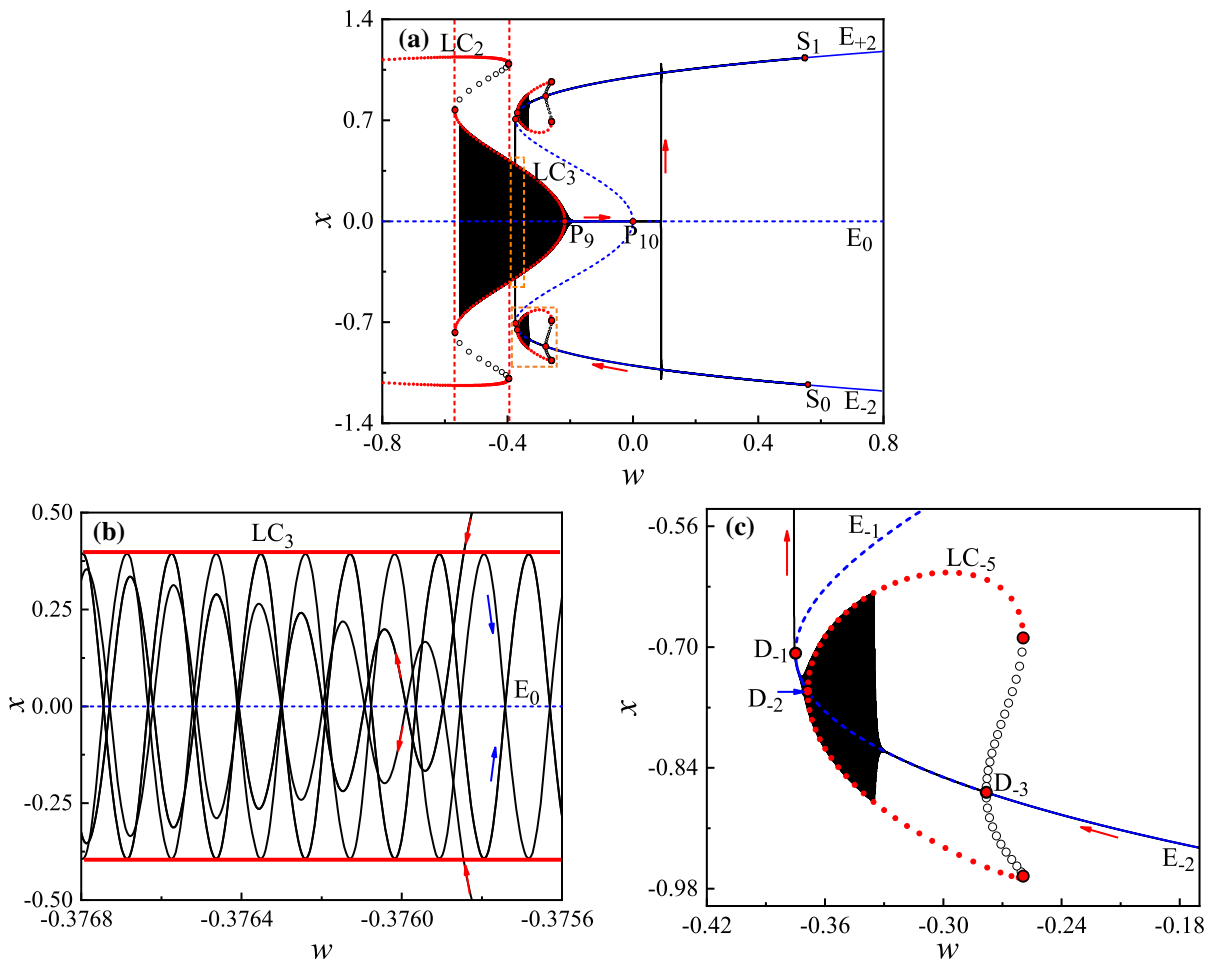 (a)
1.4
0.7
0.0
-0.7
-1.4
x
LC2
S1
E+2
LC3
P9
P10
E0
S0
E-2
-0.8
-0.4
0.0
0.4
0.8
w
(b)
LC3
0.50
0.25
0.00
-0.25
-0.50
x
E0
-0.3768
-0.3764
-0.3760
-0.3756
w
(c)
E-1
LC-5
-0.56
-0.70
-0.84
-0.98
x
D-1
D-2
D-3
E-2
-0.42
-0.36
-0.30
-0.24
-0.18
w